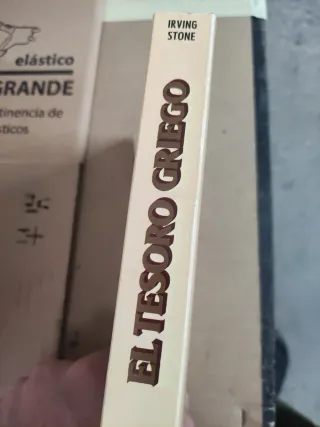 IRVING
STONE
EL TESORO GRIEGO
elástico
GRANDE
tinencia de
sticos